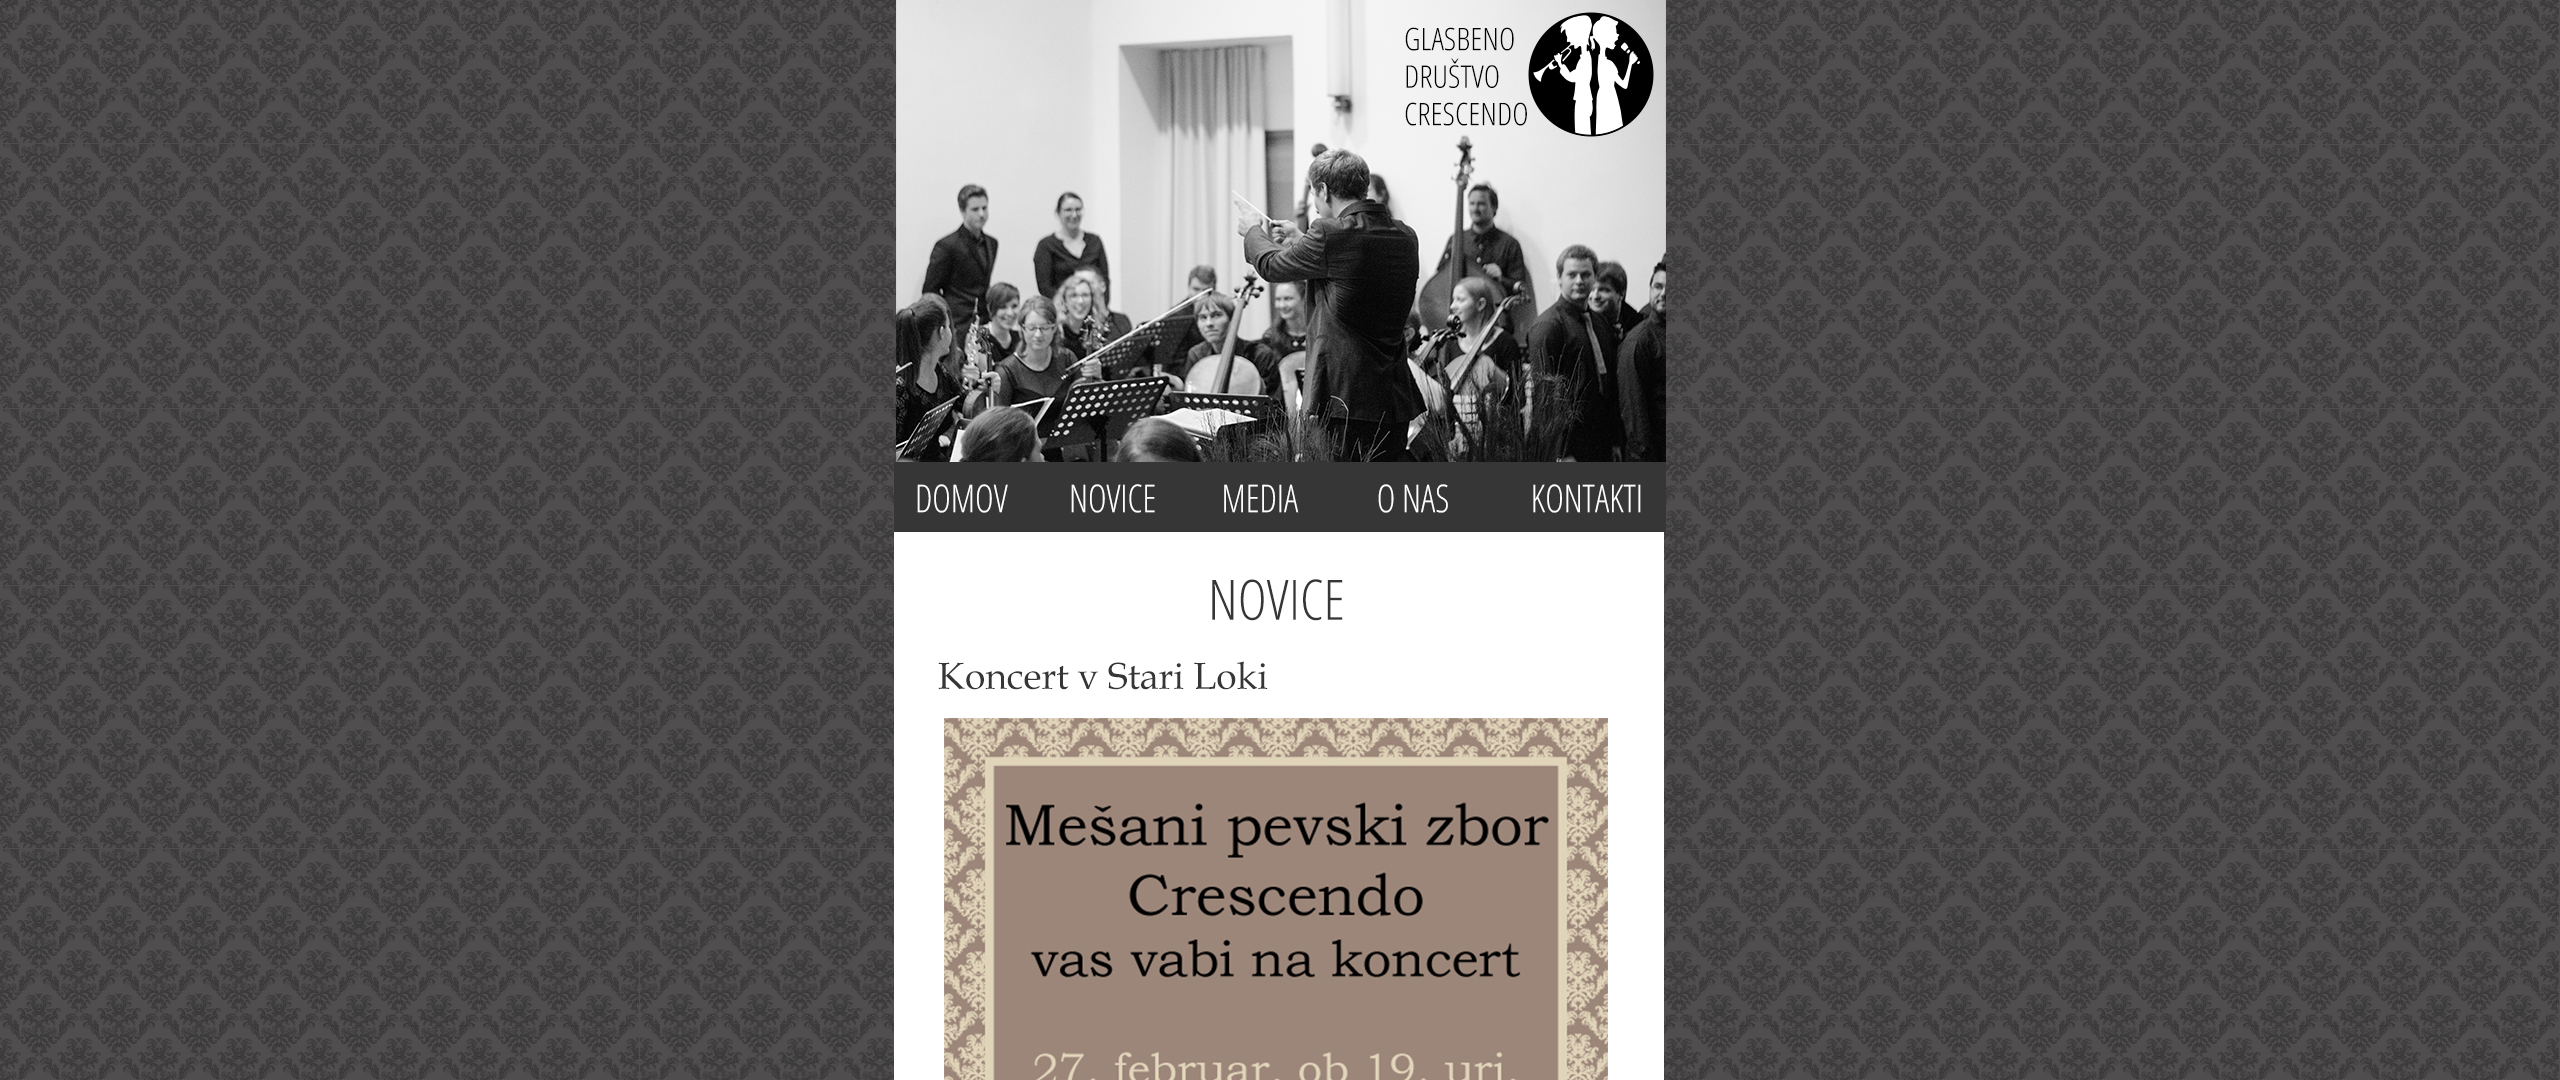 GLASBENO
DRUŠTVO
CRESCENDO
DOMOV NOVICE MEDIA O NAS KONTAKTI
NOVICE
Koncert v Stari Loki
Mešani pevski zbor
Crescendo
vas vabi na koncert
27. februar, ob 19. uri,